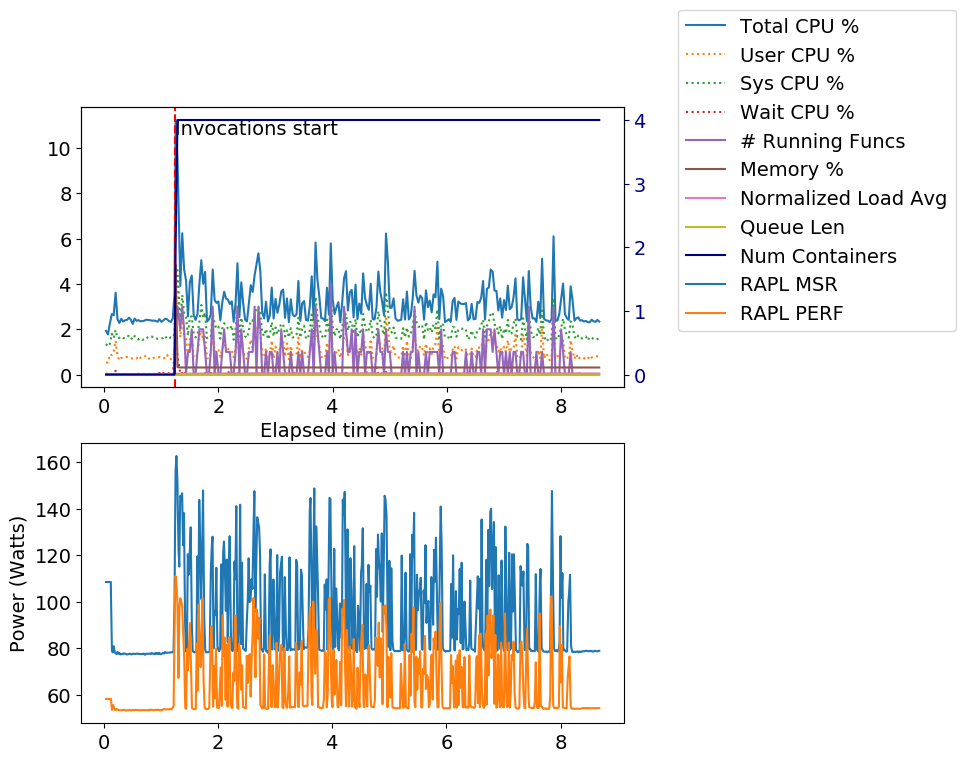 Total CPU %
User CPU %
Sys CPU %
Wait CPU %
# Running Funcs
Memory %
Normalized Load Avg
Queue Len
Num Containers
RAPL MSR
RAPL PERF
nvocations start
10
8
6
4
2
0
4
3
2
1
0
0 2 4 6 8
Elapsed time (min)
160
140
120
100
80
60
Power (Watts)
0 2 4 6 8